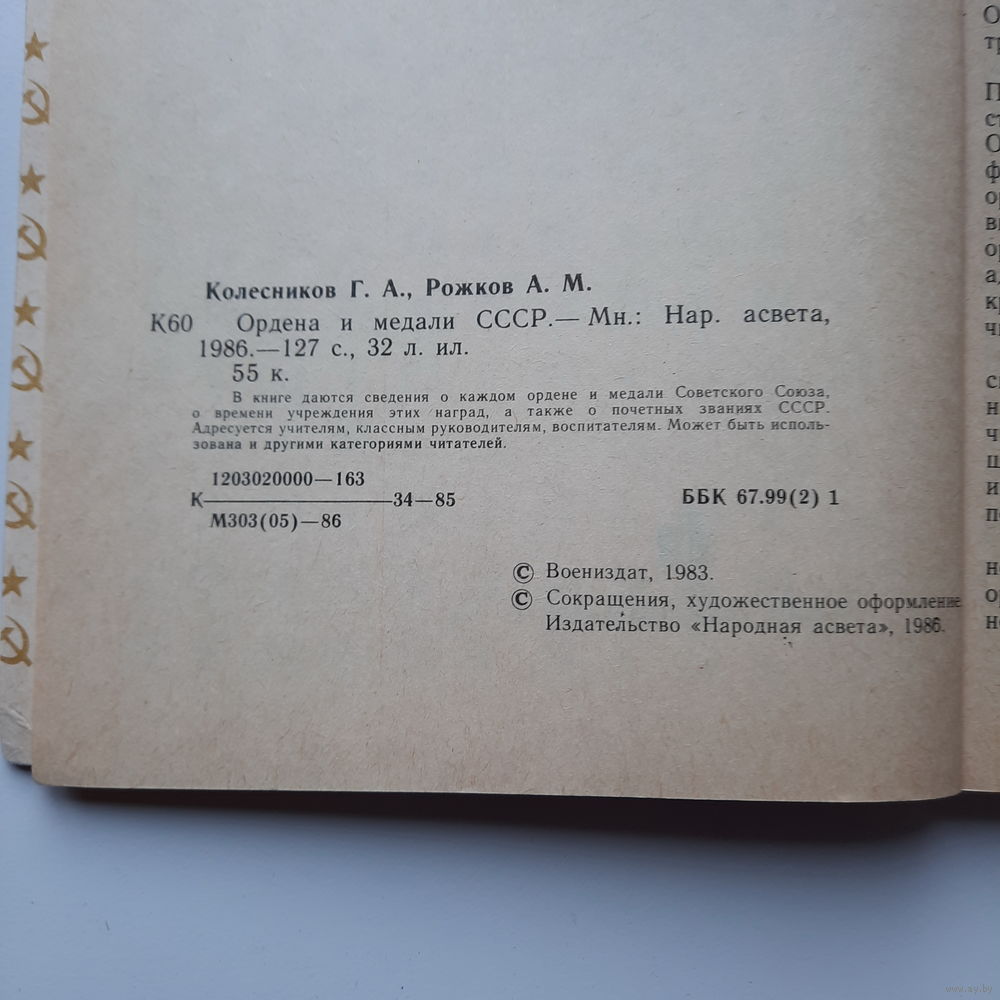 Колесников Г. А., Рожков А. М.
К60 Ордена и медали СССР.— Мн.: Нар. асвета,
1986.—127 с., 32 л. ил.
55 к.
В книге даются сведения о каждом ордене и медали Советского Союза,
о времени учреждения этих наград, а также о почетных званиях СССР.
Адресуется учителям, классным руководителям, воспитателям. Может быть исполь-
зована и другими категориями читателей.
1203020000—163
К————————34—85
М303(05)—86
ББК 67.99(2) 1
© Воениздат, 1983.
© Сокращения, художественное оформление.
Издательство «Народная асвета», 1986.
www.ay.by